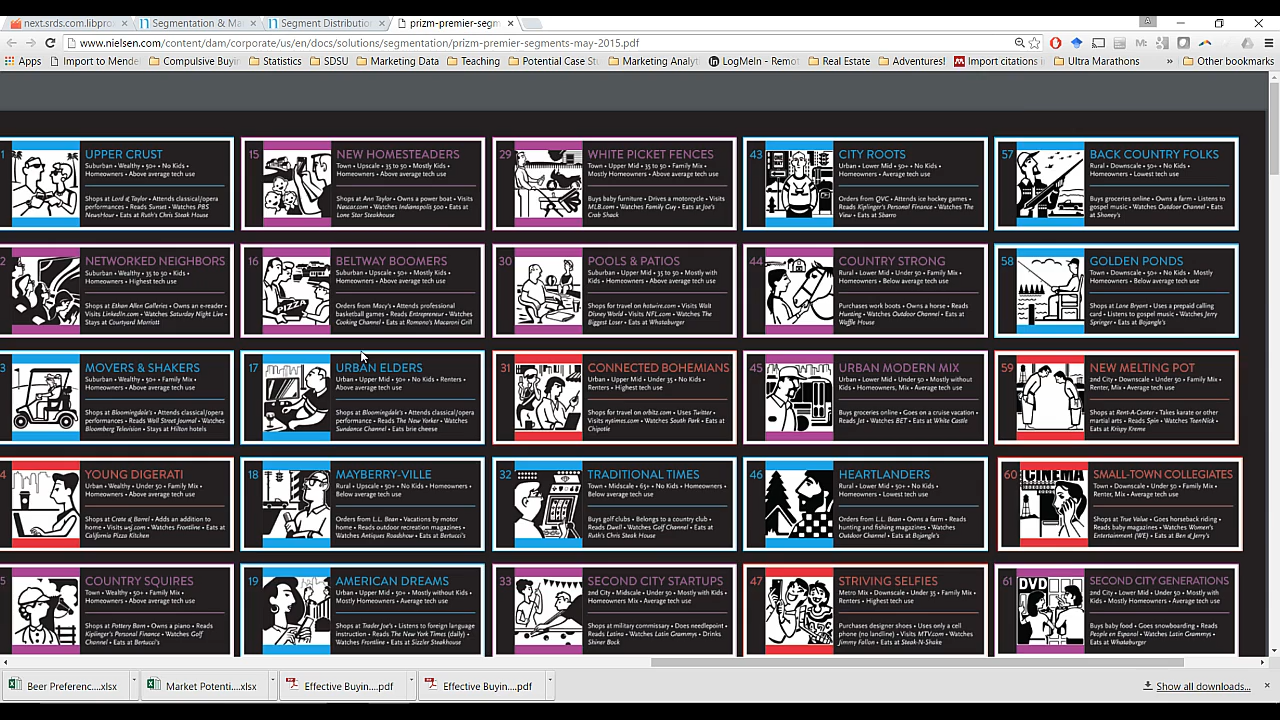 next.srds.com.libpro
Segmentation & Ma
Segment Distribution
prizm-premier-segm
www.nielsen.com/content/dam/corporate/us/en/docs/solutions/segmentation/prizm-premier-segments-may-2015.pdf
Apps
Import to Mende
Compulsive Buyi
Statistics
SDSU
Marketing Data
Teaching
Potential Case St
Marketing Analy
LogMeIn - Remo
Real Estate
Adventures!
Import citations
Ultra Marathons
»
Other bookmarks
1 UPPER CRUST
Suburban • Wealthy • 50+ • No Kids •
Homeowners • Above average tech use
Shops at Lord & Taylor • Attends classical/opera
performances • Reads Sunset • Watches PBS
NewsHour • Eats at Ruth's Chris Steak House
15 NEW HOMESTEADERS
Town • Upscale • 35 to 50 • Mostly Kids •
Homeowners • Above average tech use
Shops at Ann Taylor • Owns a power boat • Visits
Nascar.com • Watches Indianapolis 500 • Eats at
Lone Star Steakhouse
29 WHITE PICKET FENCES
Town • Upper Mid • 35 to 50 • Family Mix •
Mostly Homeowners • Above average tech use
Buys baby furniture • Drives a motorcycle • Visits
MLB.com • Watches Family Guy • Eats at Joe's
Crab Shack
43 CITY ROOTS
Urban • Lower Mid • 50+ • No Kids •
Homeowners • Average tech use
Orders from QVC • Attends ice hockey games •
Reads Kiplinger's Personal Finance • Watches The
View • Eats at Sbarro
57 BACK COUNTRY FOLKS
Rural • Downscale • 50+ • No Kids •
Homeowners • Lowest tech use
Buys groceries online • Owns a farm • Listens to
gospel music • Watches Outdoor Channel • Eats
at Shoney's
2 NETWORKED NEIGHBORS
Suburban • Wealthy • 35 to 50 • Kids •
Homeowners • Highest tech use
Shops at Ethan Allen Galleries • Owns an e-reader •
Visits LinkedIn.com • Watches Saturday Night Live •
Stays at Courtyard Marriott
16 BELTWAY BOOMERS
Suburban • Upscale • 50+ • Mostly Kids •
Homeowners • Above average tech use
Orders from Macy's • Attends professional
basketball games • Reads Entrepreneur • Watches
Cooking Channel • Eats at Romano's Macaroni Grill
30 POOLS & PATIOS
Suburban • Upper Mid • 35 to 50 • Mostly with
Kids • Homeowners • Above average tech use
Shops for travel on hotwire.com • Visits Walt
Disney World • Visits NFL.com • Watches The
Biggest Loser • Eats at Whataburger
44 COUNTRY STRONG
Rural • Lower Mid • Under 50 • Mostly with
Kids • Homeowners • Below average tech use
Purchases work boots • Owns a horse • Reads
Hunting • Watches Outdoor Channel • Eats at
Waffle House
58 GOLDEN PONDS
Town • Downscale • 50+ • No Kids • Mostly
Homeowners • Below average tech use
Shops at Lane Bryant • Uses a prepaid calling
card • Listens to gospel music • Watches Jerry
Springer • Eats at Bojangle's
3 MOVERS & SHAKERS
Suburban • Wealthy • 50+ • Family Mix •
Homeowners • Above average tech use
Shops at Bloomingdale's • Attends classical/opera
performances • Reads Wall Street Journal • Watches
Bloomberg Television • Stays at Hilton hotels
17 URBAN ELDERS
Urban • Upper Mid • 50+ • No Kids • Renters •
Above average tech use
Shops at Bloomingdale's • Attends classical/opera
performance • Reads The New Yorker • Watches
Sundance Channel • Eats brie cheese
31 CONNECTED BOHEMIANS
Urban • Upper Mid • Under 35 • No Kids •
Renters • Highest tech use
Shops for travel on orbitz.com • Uses Twitter •
Visits nytimes.com • Watches South Park • Eats at
Chipotle
45 URBAN MODERN MIX
Urban • Lower Mid • Under 50 • Mostly without
Kids • Homeowners, Mix • Average tech use
Buys groceries online • Goes on a cruise vacation •
Reads Jet • Watches BET • Eats at White Castle
59 NEW MELTING POT
2nd City • Downscale • Under 50 • Family Mix •
Renter, Mix • Average tech use
Shops at Rent-A-Center • Takes karate or other
martial arts • Reads Spin • Watches TeenNick •
Eats at Krispy Kreme
4 YOUNG DIGERATI
Urban • Wealthy • Under 50 • Family Mix •
Homeowners • Highest tech use
Shops at Crate & Barrel • Adds an addition to
home • Visits wsj.com • Watches Frontline • Eats at
California Pizza Kitchen
18 MAYBERRY-VILLE
Rural • Upscale • 50+ • No Kids • Homeowners •
Below average tech use
Orders from L.L. Bean • Vacations by motor
home • Reads outdoor recreation magazines •
Watches Antiques Roadshow • Eats at Bertucci's
32 TRADITIONAL TIMES
Town • Midscale • 65+ • No Kids • Homeowners •
Below average tech use
Buys golf clubs • Belongs to a country club •
Reads Dwell • Watches Golf Channel • Eats at
Ruth's Chris Steak House
46 HEARTLANDERS
Rural • Lower Mid • 50+ • No Kids •
Homeowners • Lowest tech use
Orders from L.L. Bean • Owns a farm • Reads
hunting and fishing magazines • Watches
Outdoor Channel • Eats at Bojangle's
CINEMA
60 SMALL-TOWN COLLEGIATES
Town • Downscale • Under 50 • Family Mix •
Renter, Mix • Average tech use
Shops at True Value • Goes horseback riding •
Reads baby magazines • Watches Women's
Entertainment (WE) • Eats at Ben & Jerry's
5 COUNTRY SQUIRES
Town • Wealthy • Under 50 • Kids •
Homeowners • Above average tech use
Shops at Pottery Barn • Owns a piano • Reads
Kiplinger's Personal Finance • Watches Golf
Channel • Eats at Bertucci's
19 AMERICAN DREAMS
Urban • Upper Mid • 50+ • Mostly without Kids •
Mostly Homeowners • Above average tech use
Shops at Trader Joe's • Listens to foreign language
instruction • Reads The New York Times (daily) •
Watches Frontline • Eats at Sizzler Steakhouse
33 SECOND CITY STARTUPS
2nd City • Midscale • Under 50 • Mostly with Kids •
Homeowners Mix • Average tech use
Shops at military commissary • Does needlepoint •
Reads Latina • Watches Latin Grammys • Drinks
Shiner Bock
47 STRIVING SELFIES
Metro Mix • Downscale • Under 35 • Family Mix •
Renters • Highest tech use
Purchases designer shoes • Uses only a cell
phone (no landline) • Visits MTV.com • Watches
Jimmy Fallon • Eats at Steak-N-Shake
DVD
61 SECOND CITY GENERATIONS
2nd City • Lower Mid • Under 50 • Mostly with
Kids • Mostly Homeowners • Average tech use
Buys baby food • Goes snowboarding • Reads
People en Espanol • Watches Latin Grammys •
Eats at Whataburger
Beer Preferenc....xlsx
Market Potenti....xlsx
Effective Buyin....pdf
Effective Buyin....pdf
Show all downloads...